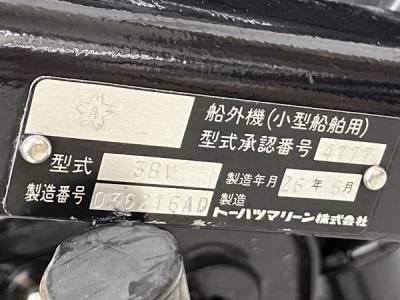 A
船外機(小型船舶用)
型式承認番号 4777
型式 3BV
製造年月 26年6月
製造番号 038216AD
製造 トーハツマリーン株式会社